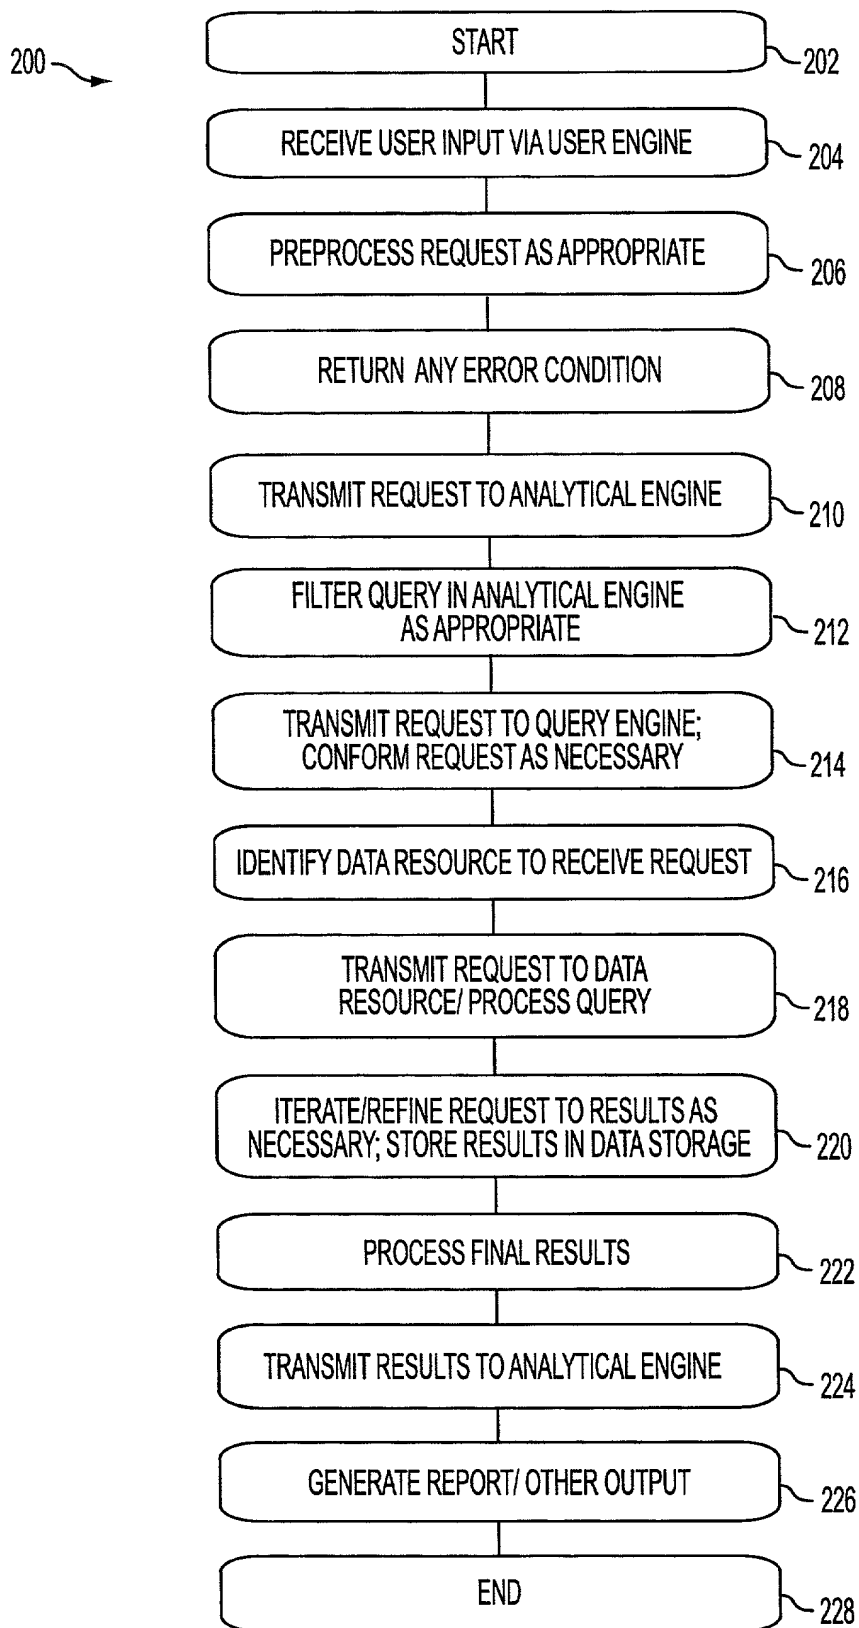 200
START
202
RECEIVE USER INPUT VIA USER ENGINE
204
PREPROCESS REQUEST AS APPROPRIATE
206
RETURN ANY ERROR CONDITION
208
TRANSMIT REQUEST TO ANALYTICAL ENGINE
210
FILTER QUERY IN ANALYTICAL ENGINE
AS APPROPRIATE
212
TRANSMIT REQUEST TO QUERY ENGINE;
CONFORM REQUEST AS NECESSARY
214
IDENTIFY DATA RESOURCE TO RECEIVE REQUEST
216
TRANSMIT REQUEST TO DATA
RESOURCE/ PROCESS QUERY
218
ITERATE/REFINE REQUEST TO RESULTS AS
NECESSARY; STORE RESULTS IN DATA STORAGE
220
PROCESS FINAL RESULTS
222
TRANSMIT RESULTS TO ANALYTICAL ENGINE
224
GENERATE REPORT/ OTHER OUTPUT
226
END
228